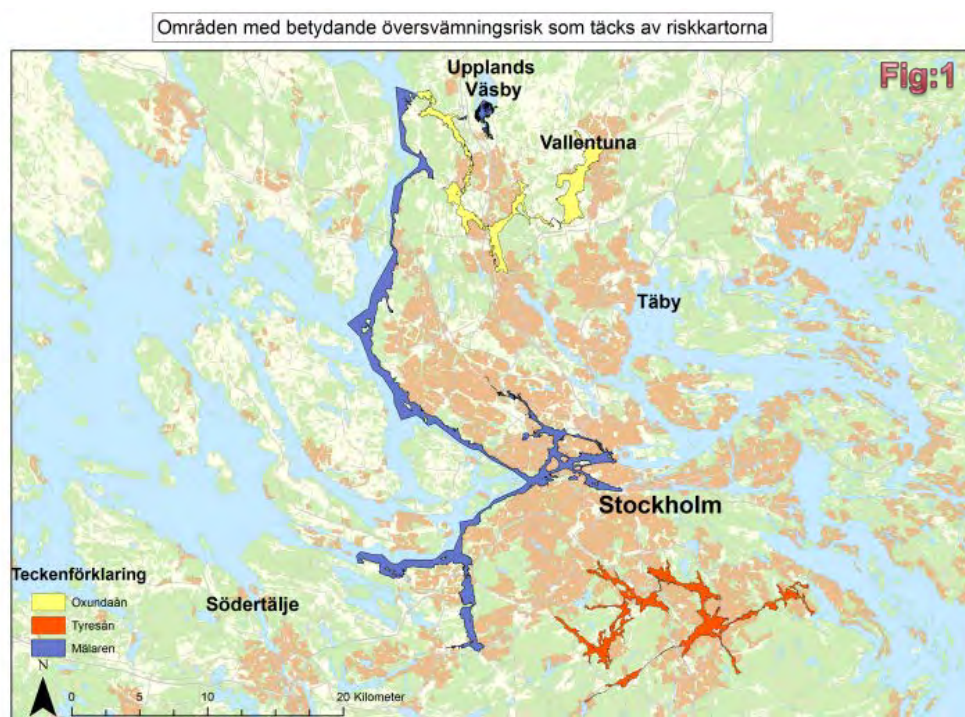 Områden med betydande översvämningsrisk som täcks av riskkartorna
Fig:1
Upplands
Väsby
Vallentuna
Täby
Stockholm
Södertälje
Teckenförklaring
Oxundaån
Tyresån
Mälaren
N
0 5 10 20 Kilometer